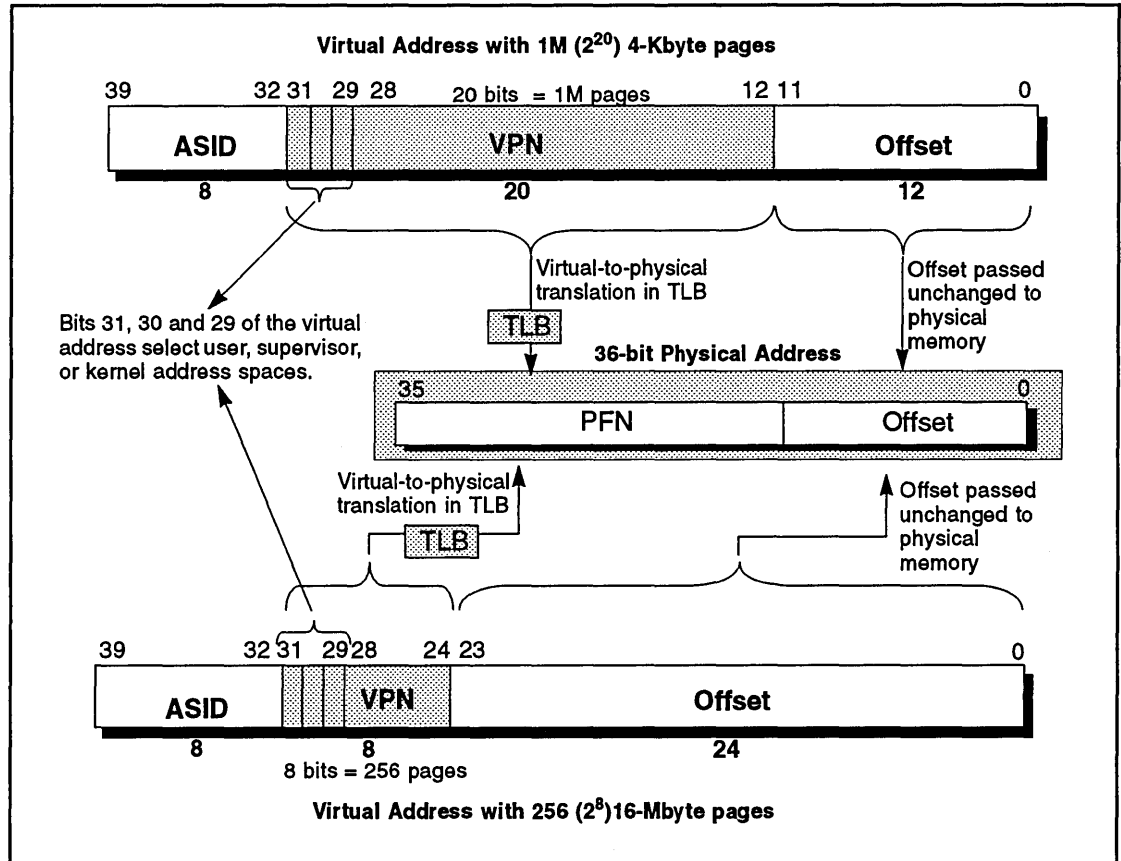 Virtual Address with 1M (2²⁰) 4-Kbyte pages
39 32 31 29 28 20 bits = 1M pages 12 11 0
ASID VPN Offset
8 20 12
Virtual-to-physical
translation in TLB
Offset passed
unchanged to
physical
memory
TLB
Bits 31, 30 and 29 of the virtual
address select user, supervisor,
or kernel address spaces.
36-bit Physical Address
35 0
PFN Offset
Virtual-to-physical
translation in TLB
TLB
Offset passed
unchanged to
physical
memory
39 32 31 29 28 24 23 0
ASID VPN Offset
8 8 24
8 bits = 256 pages
Virtual Address with 256 (2⁸)16-Mbyte pages